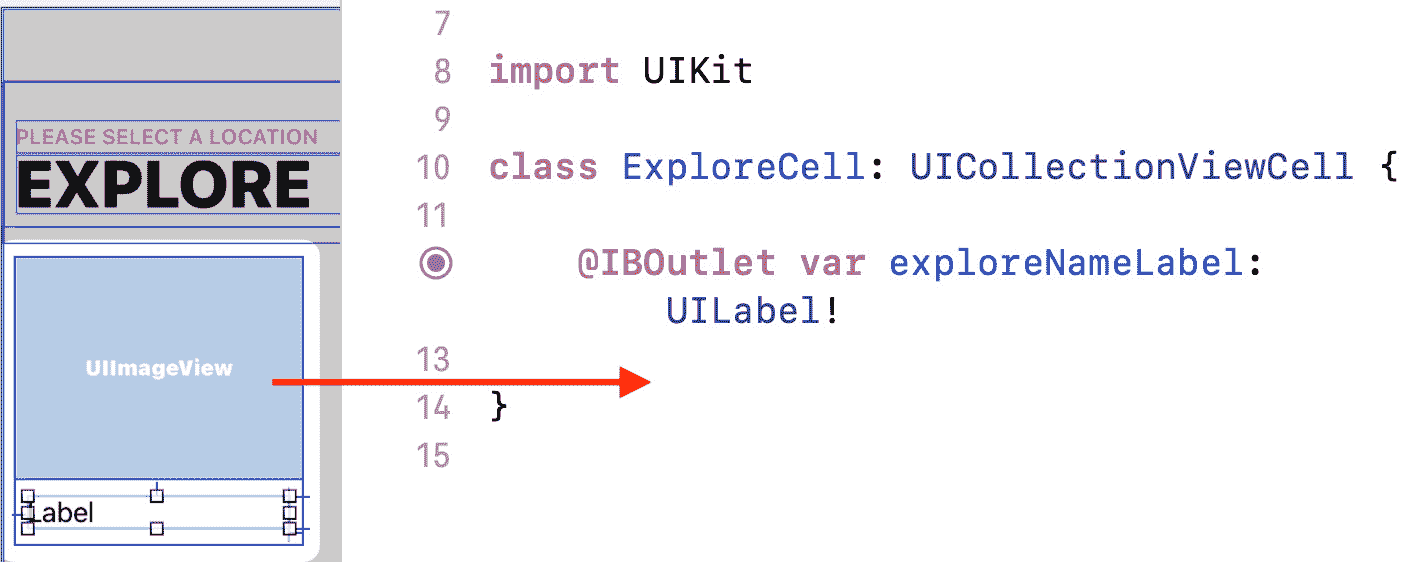 PLEASE SELECT A LOCATION
EXPLORE
UIImageView
Label
7
8 import UIKit
9
10 class ExploreCell: UICollectionViewCell {
11
@IBOutlet var exploreNameLabel:
UILabel!
13
14 }
15